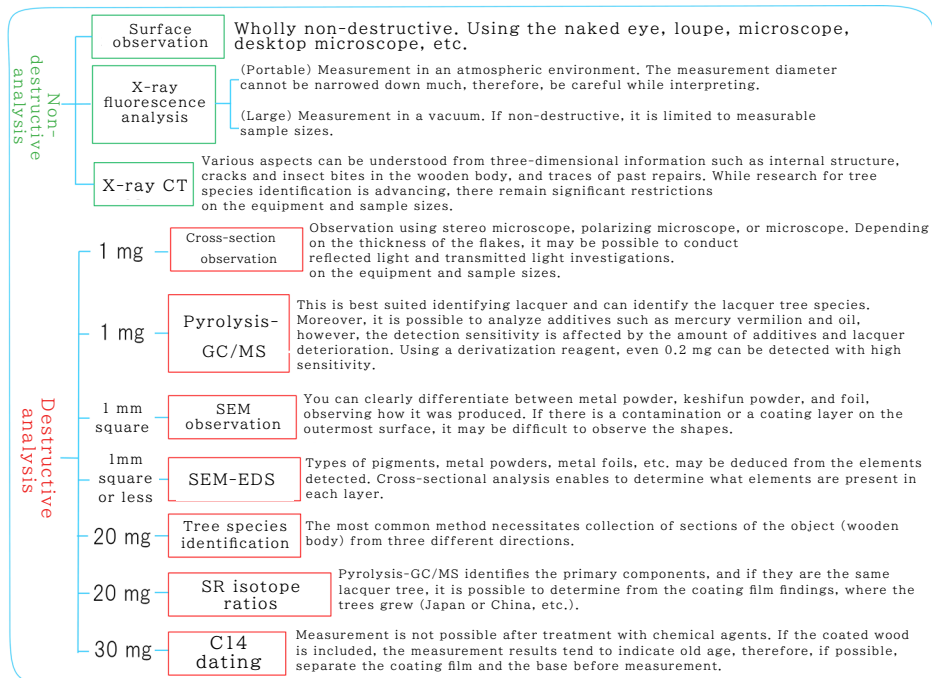 Non-
destructive
analysis
Surface
observation
Wholly non-destructive. Using the naked eye, loupe, microscope,
desktop microscope, etc.
X-ray
fluorescence
analysis
(Portable) Measurement in an atmospheric environment. The measurement diameter
cannot be narrowed down much, therefore, be careful while interpreting.
(Large) Measurement in a vacuum. If non-destructive, it is limited to measurable
sample sizes.
X-ray CT
Various aspects can be understood from three-dimensional information such as internal structure,
cracks and insect bites in the wooden body, and traces of past repairs. While research for tree
species identification is advancing, there remain significant restrictions
on the equipment and sample sizes.
Destructive
analysis
1 mg
Cross-section
observation
Observation using stereo microscope, polarizing microscope, or microscope. Depending
on the thickness of the flakes, it may be possible to conduct
reflected light and transmitted light investigations.
on the equipment and sample sizes.
1 mg
Pyrolysis-
GC/MS
This is best suited identifying lacquer and can identify the lacquer tree species.
Moreover, it is possible to analyze additives such as mercury vermilion and oil,
however, the detection sensitivity is affected by the amount of additives and lacquer
deterioration. Using a derivatization reagent, even 0.2 mg can be detected with high
sensitivity.
1 mm
square
SEM
observation
You can clearly differentiate between metal powder, keshifun powder, and foil,
observing how it was produced. If there is a contamination or a coating layer on the
outermost surface, it may be difficult to observe the shapes.
1mm
square
or less
SEM-EDS
Types of pigments, metal powders, metal foils, etc. may be deduced from the elements
detected. Cross-sectional analysis enables to determine what elements are present in
each layer.
20 mg
Tree species
identification
The most common method necessitates collection of sections of the object (wooden
body) from three different directions.
20 mg
SR isotope
ratios
Pyrolysis-GC/MS identifies the primary components, and if they are the same
lacquer tree, it is possible to determine from the coating film findings, where the
trees grew (Japan or China, etc.).
30 mg
C14
dating
Measurement is not possible after treatment with chemical agents. If the coated wood
is included, the measurement results tend to indicate old age, therefore, if possible,
separate the coating film and the base before measurement.